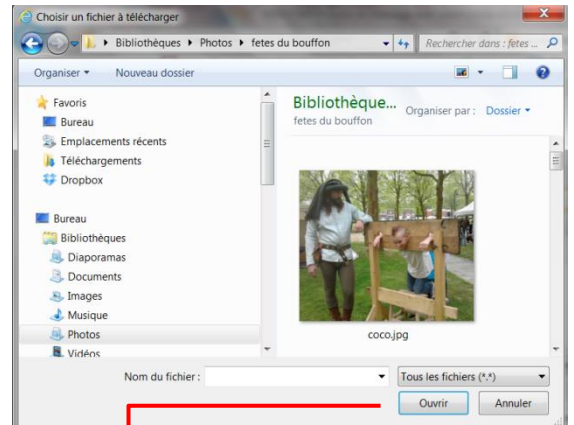 Choisir un fichier à télécharger
Bibliothèques Photos fetes du bouffon
Rechercher dans : fetes ...
Organiser Nouveau dossier
Favoris
Bureau
Emplacements récents
Téléchargements
Dropbox
Bureau
Bibliothèques
Diaporamas
Documents
Images
Musique
Photos
Vidéos
Bibliothèque...
fetes du bouffon
Organiser par : Dossier
coco.jpg
Nom du fichier :
Tous les fichiers (*.*)
Ouvrir Annuler